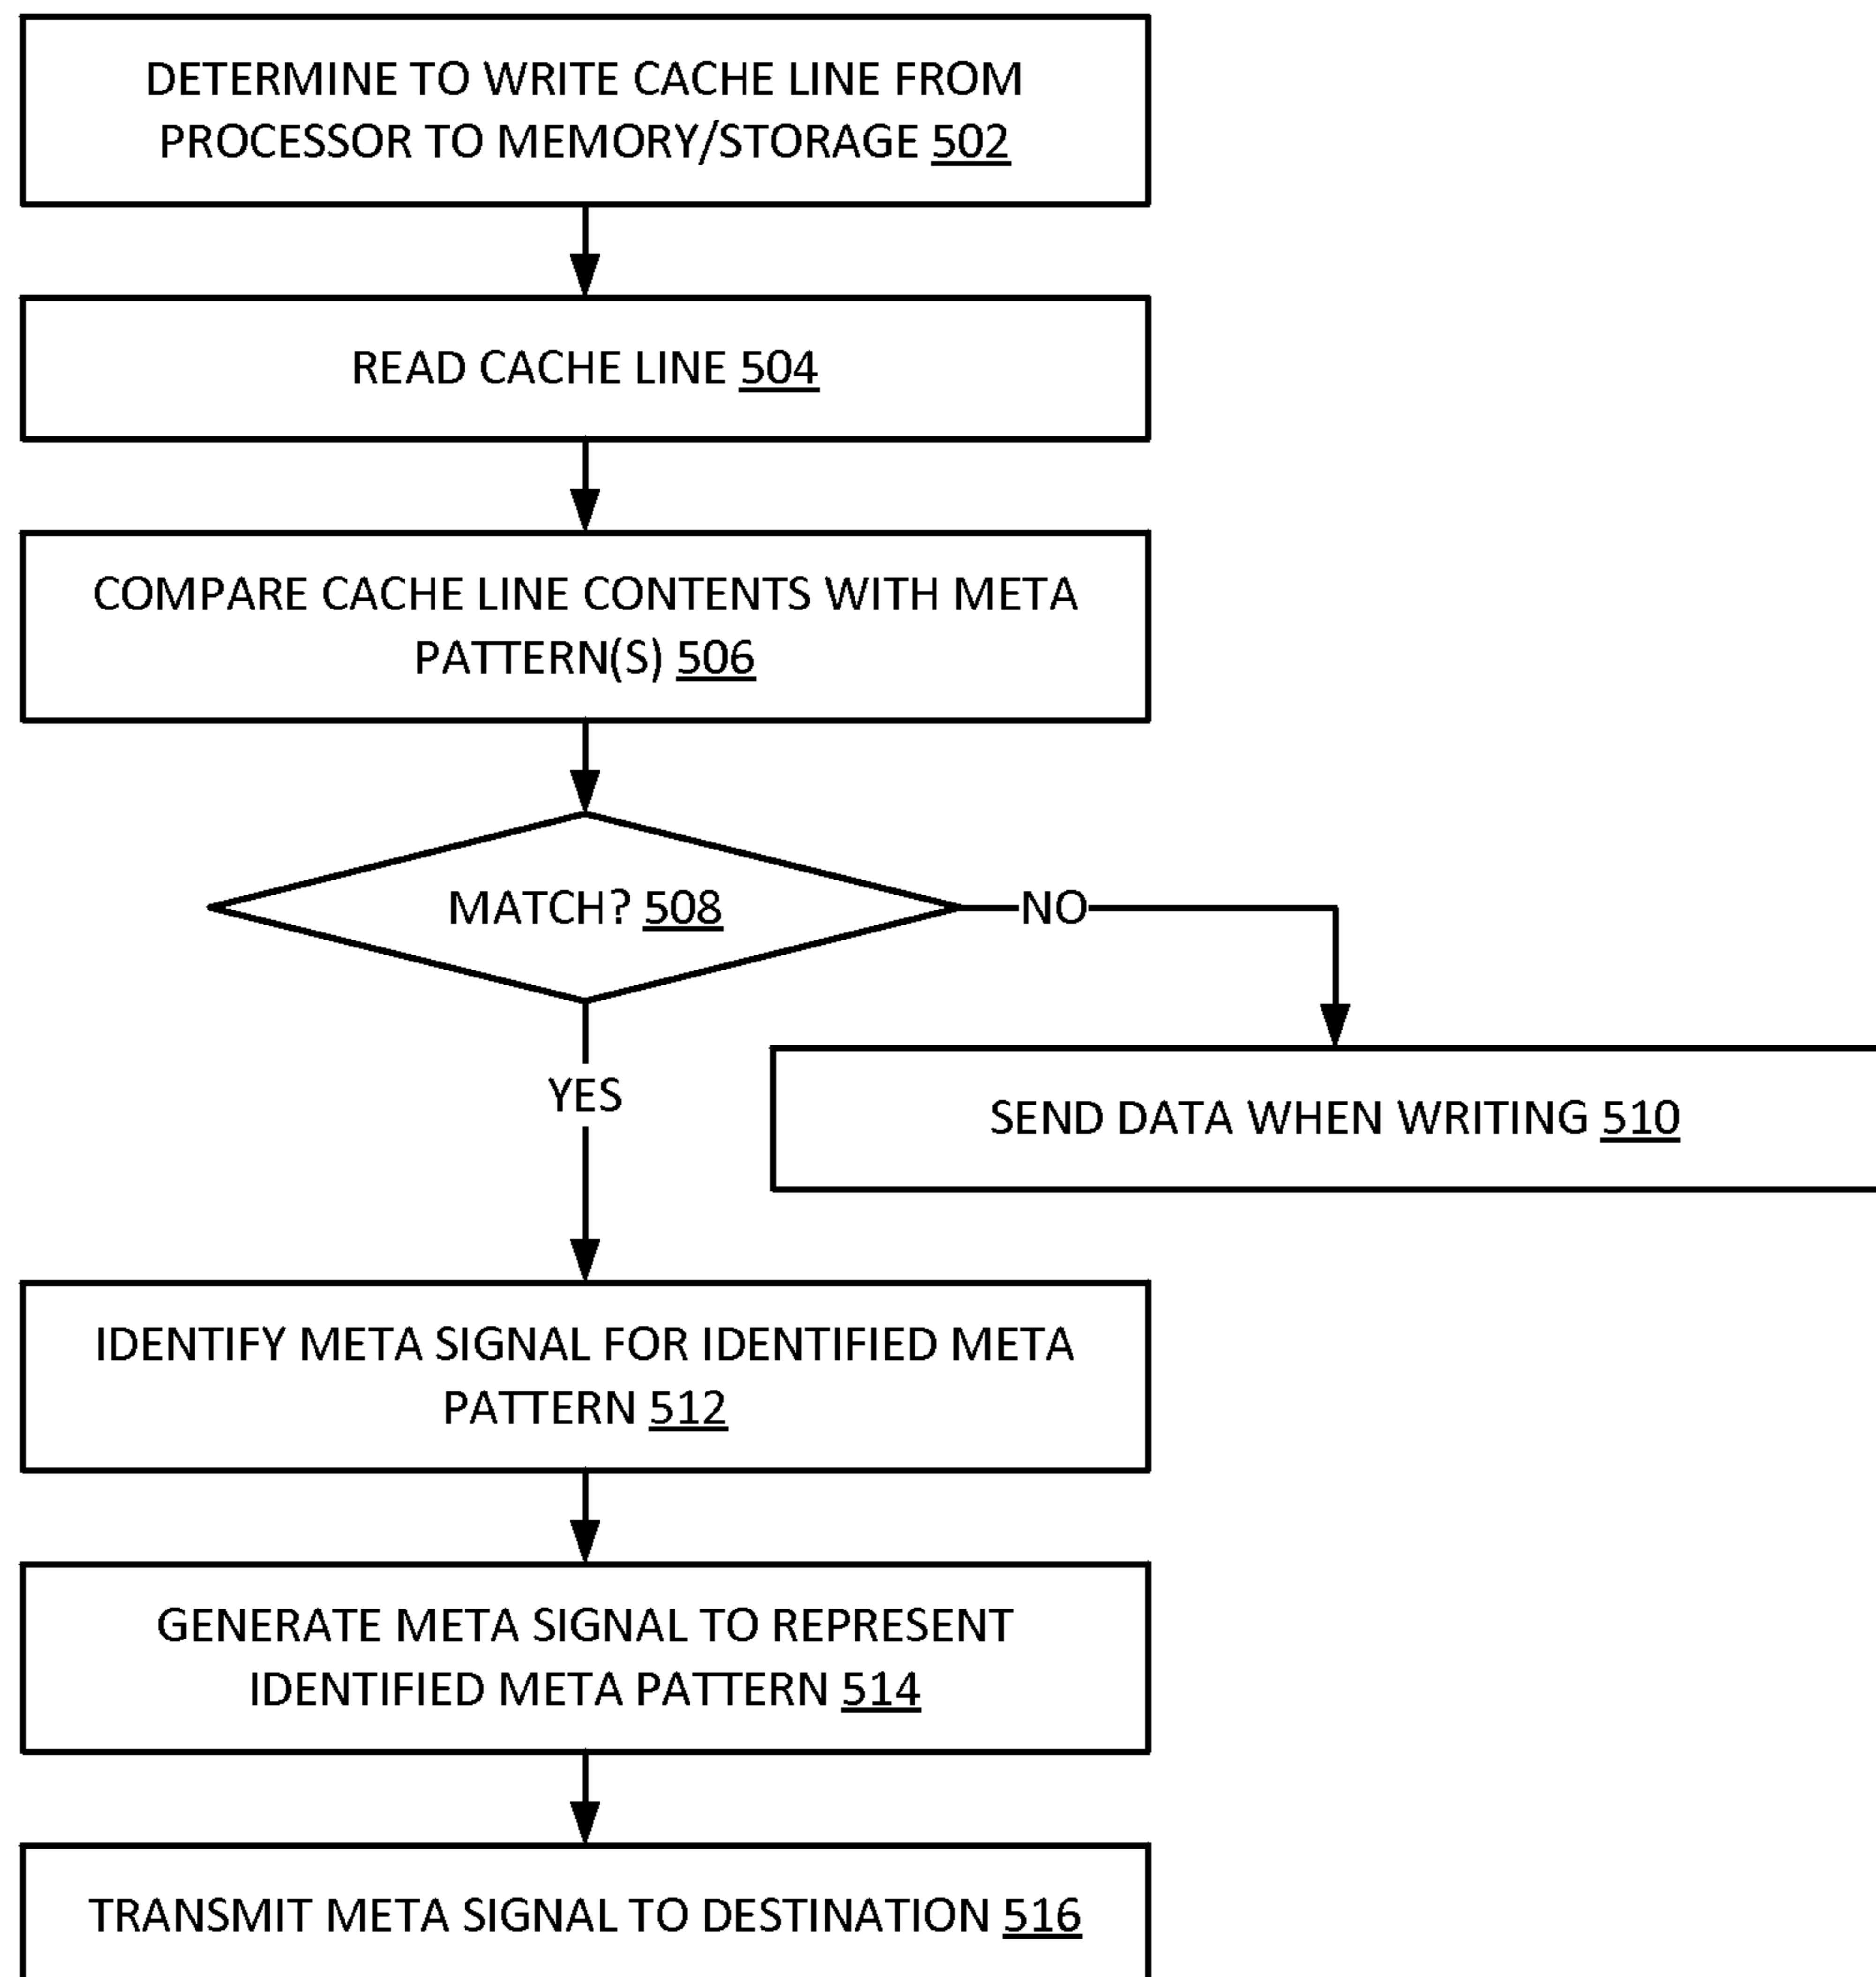 DETERMINE TO WRITE CACHE LINE FROM
PROCESSOR TO MEMORY/STORAGE 502
READ CACHE LINE 504
COMPARE CACHE LINE CONTENTS WITH META
PATTERN(S) 506
MATCH? 508
NO
YES
SEND DATA WHEN WRITING 510
IDENTIFY META SIGNAL FOR IDENTIFIED META
PATTERN 512
GENERATE META SIGNAL TO REPRESENT
IDENTIFIED META PATTERN 514
TRANSMIT META SIGNAL TO DESTINATION 516